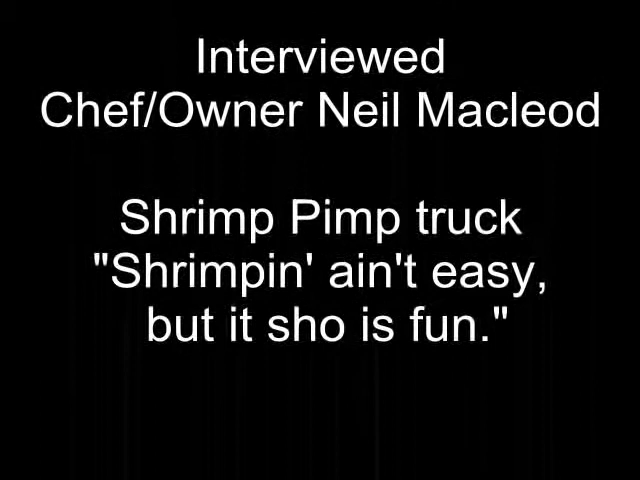 Interviewed
Chef/Owner Neil Macleod
Shrimp Pimp truck
"Shrimpin' ain't easy,
but it sho is fun."